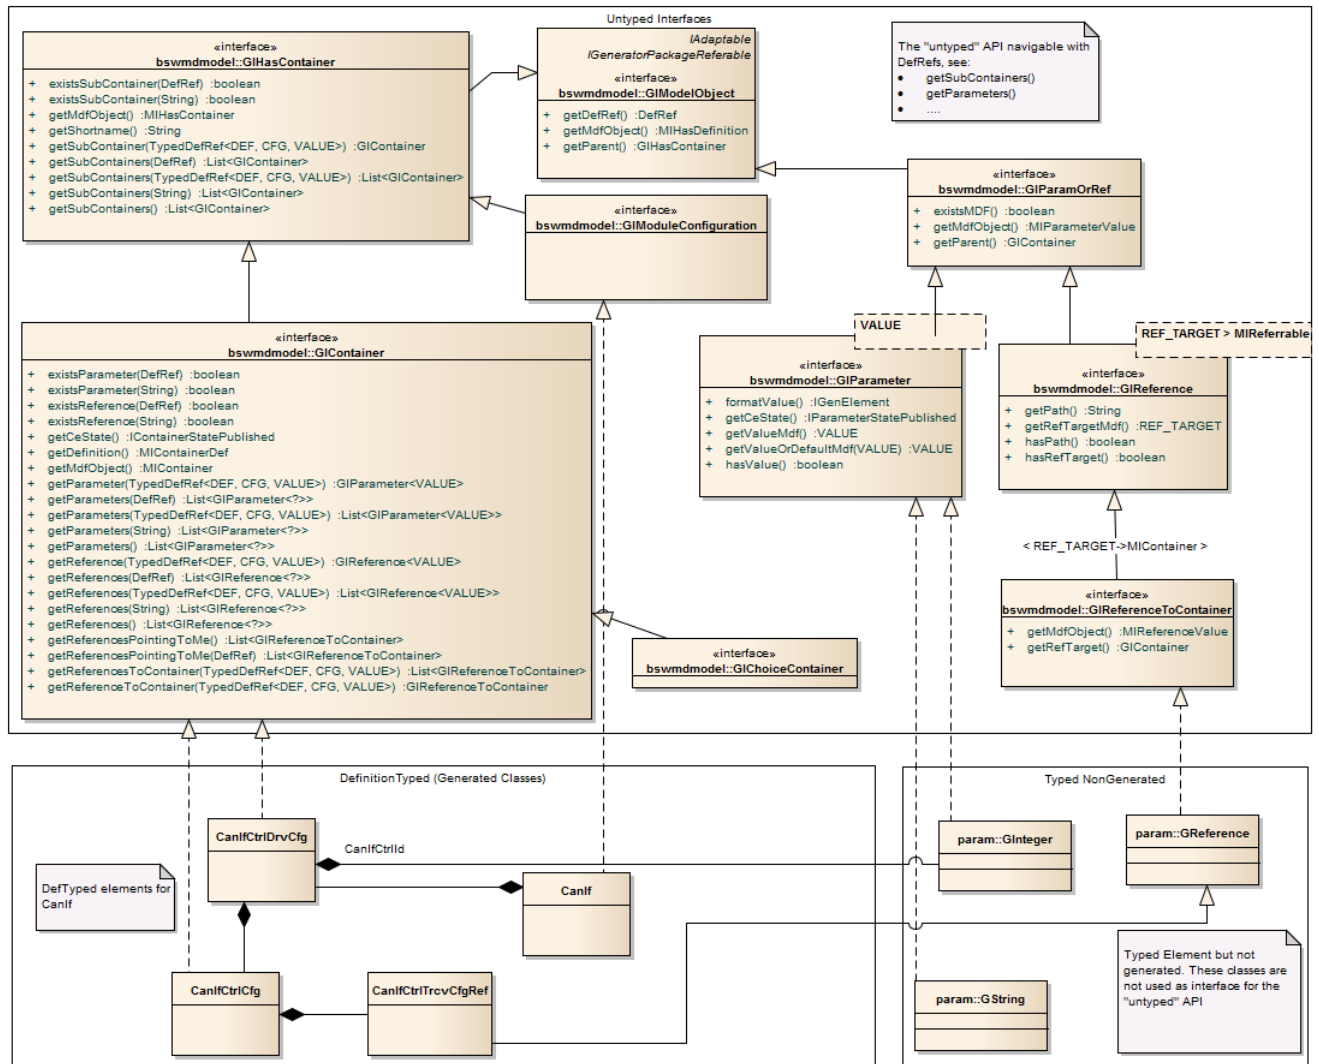 Untyped Interfaces
«interface»
bswmdmodel::GIHasContainer
+ existsSubContainer(DefRef) :boolean
+ existsSubContainer(String) :boolean
+ getMdfObject() :MIHasContainer
+ getShortname() :String
+ getSubContainer(TypedDefRef<DEF, CFG, VALUE>) :GIContainer
+ getSubContainers(DefRef) :List<GIContainer>
+ getSubContainers(TypedDefRef<DEF, CFG, VALUE>) :List<GIContainer>
+ getSubContainers(String) :List<GIContainer>
+ getSubContainers() :List<GIContainer>
IAdaptable
IGeneratorPackageReferable
«interface»
bswmdmodel::GIModelObject
+ getDefRef() :DefRef
+ getMdfObject() :MIHasDefinition
+ getParent() :GIHasContainer
The "untyped" API navigable with
DefRefs, see:
• getSubContainers()
• getParameters()
• ....
«interface»
bswmdmodel::GIParamOrRef
+ existsMDF() :boolean
+ getMdfObject() :MIParameterValue
+ getParent() :GIContainer
«interface»
bswmdmodel::GIModuleConfiguration
«interface»
bswmdmodel::GIContainer
+ existsParameter(DefRef) :boolean
+ existsParameter(String) :boolean
+ existsReference(DefRef) :boolean
+ existsReference(String) :boolean
+ getCeState() :IContainerStatePublished
+ getDefinition() :MIContainerDef
+ getMdfObject() :MIContainer
+ getParameter(TypedDefRef<DEF, CFG, VALUE>) :GIParameter<VALUE>
+ getParameters(DefRef) :List<GIParameter<?>>
+ getParameters(TypedDefRef<DEF, CFG, VALUE>) :List<GIParameter<VALUE>>
+ getParameters(String) :List<GIParameter<?>>
+ getParameters() :List<GIParameter<?>>
+ getReference(TypedDefRef<DEF, CFG, VALUE>) :GIReference<VALUE>
+ getReferences(DefRef) :List<GIReference<?>>
+ getReferences(TypedDefRef<DEF, CFG, VALUE>) :List<GIReference<VALUE>>
+ getReferences(String) :List<GIReference<?>>
+ getReferences() :List<GIReference<?>>
+ getReferencesPointingToMe() :List<GIReferenceToContainer>
+ getReferencesPointingToMe(DefRef) :List<GIReferenceToContainer>
+ getReferencesToContainer(TypedDefRef<DEF, CFG, VALUE>) :List<GIReferenceToContainer>
+ getReferenceToContainer(TypedDefRef<DEF, CFG, VALUE>) :GIReferenceToContainer
VALUE
«interface»
bswmdmodel::GIParameter
+ formatValue() :IGenElement
+ getCeState() :IParameterStatePublished
+ getValueMdf() :VALUE
+ getValueOrDefaultMdf(VALUE) :VALUE
+ hasValue() :boolean
REF_TARGET > MIReferrable
«interface»
bswmdmodel::GIReference
+ getPath() :String
+ getRefTargetMdf() :REF_TARGET
+ hasPath() :boolean
+ hasRefTarget() :boolean
< REF_TARGET->MIContainer >
«interface»
bswmdmodel::GIReferenceToContainer
+ getMdfObject() :MIReferenceValue
+ getRefTarget() :GIContainer
«interface»
bswmdmodel::GIChoiceContainer
DefinitionTyped (Generated Classes)
CanIfCtrlDrvCfg
CanIfCtrlId
DefTyped elements for
CanIf
CanIf
CanIfCtrlCfg
CanIfCtrlTrcvCfgRef
Typed NonGenerated
param::GInteger
param::GReference
param::GString
Typed Element but not
generated. These classes are
not used as interface for the
"untyped" API